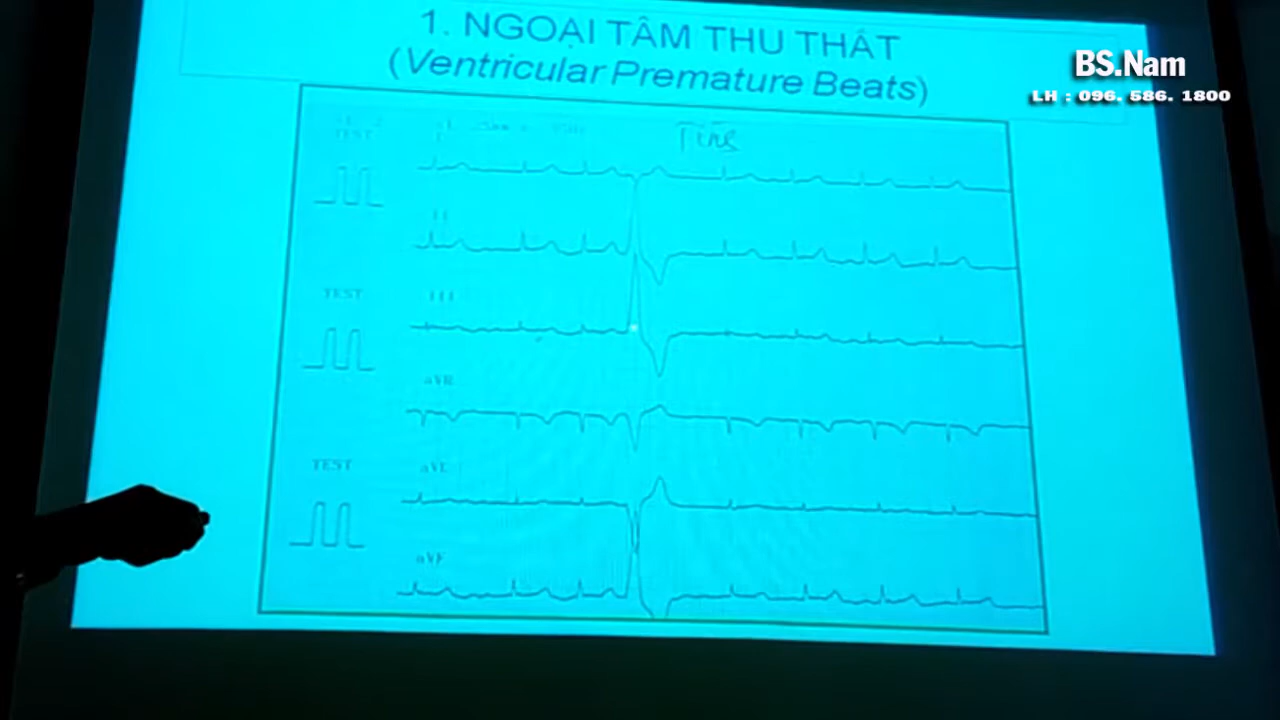 1. NGOẠI TÂM THU THẤT
(Ventricular Premature Beats)
BS.Nam
LH : 096. 586. 1800
TEST
I
II
TEST
III
aVR
TEST
aVL
aVF